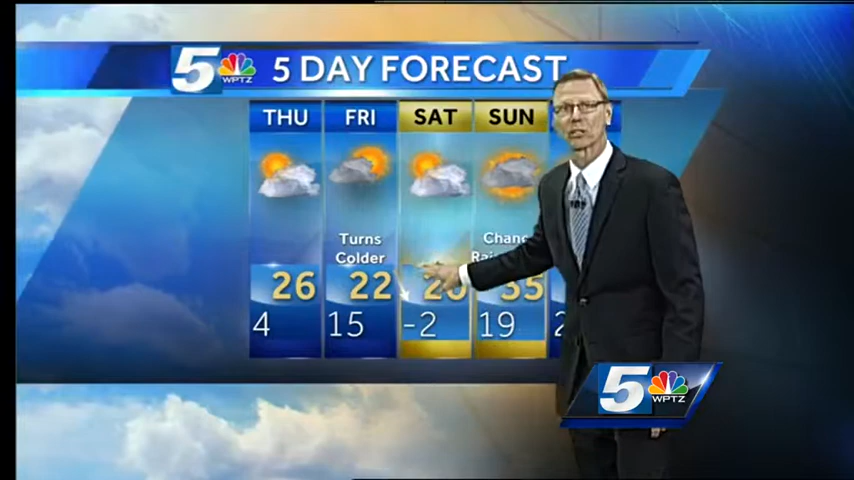 5 WPTZ 5 DAY FORECAST
THU FRI SAT SUN
Turns
Colder
26 22 20 35
4 15 -2 19
5 WPTZ